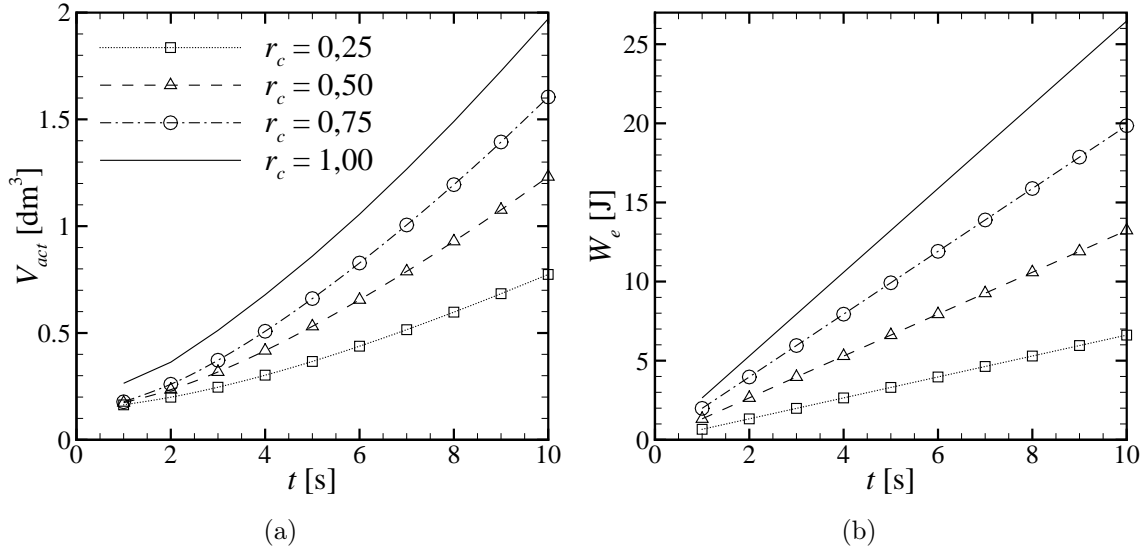 2
1.5
1
0.5
0
V_act [dm³]
r_c = 0,25
r_c = 0,50
r_c = 0,75
r_c = 1,00
0 2 4 6 8 10
t [s]
(a)
25
20
15
10
5
0
W_e [J]
0 2 4 6 8 10
t [s]
(b)